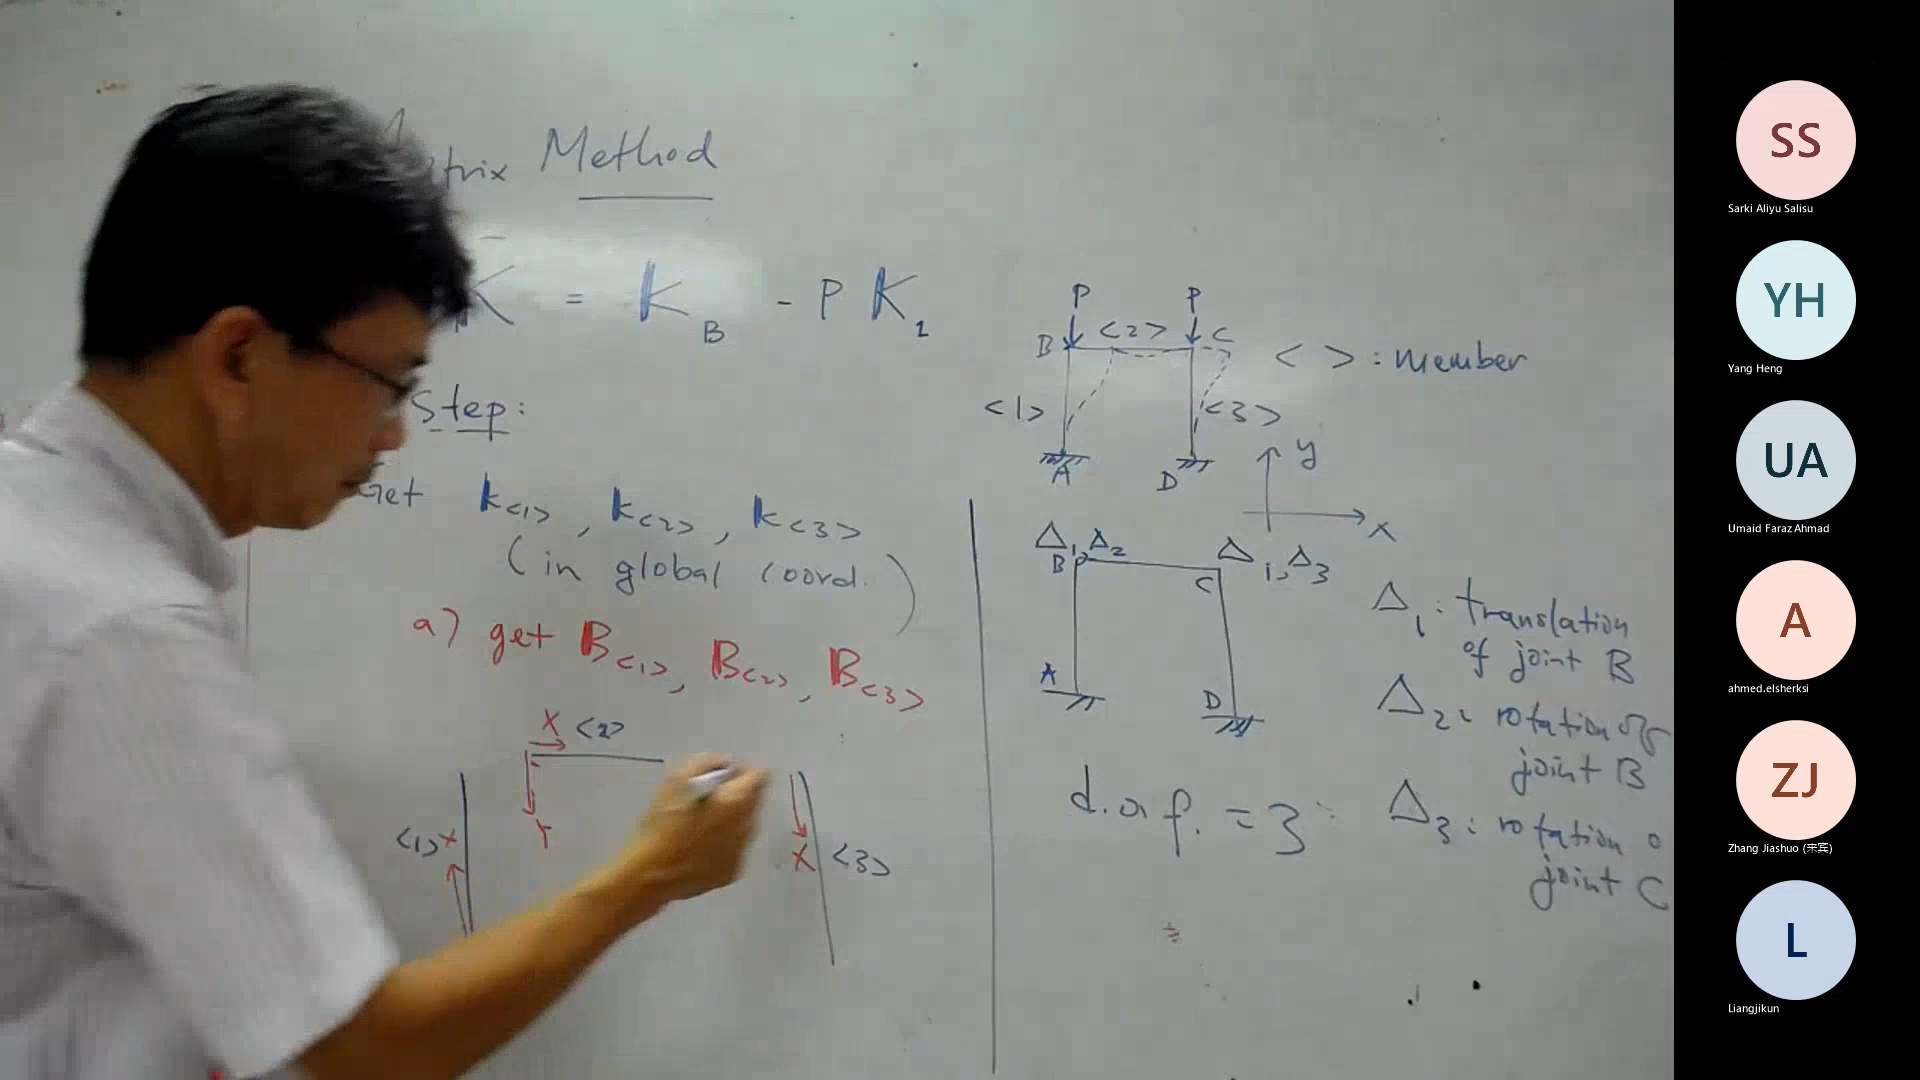 Method
K = K_B - P K_1
Step:
Get k<1>, k<2>, k<3>
(in global coord.)
a) get B<1>, B<2>, B<3>
X <2>
Y
<1> X
X <3>
P P
B <2> C
< > : member
<1> <3>
A D
y
x
Δ1, Δ2 Δ1, Δ3
B C
A D
d.o.f. = 3
Δ1 : translation
of joint B
Δ2 : rotation of
joint B
Δ3 : rotation o
joint C
SS
Sarki Aliyu Salisu
YH
Yang Heng
UA
Umaid Faraz Ahmad
A
ahmed.elsherksi
ZJ
Zhang Jiashuo (来宾)
L
Liangjikun